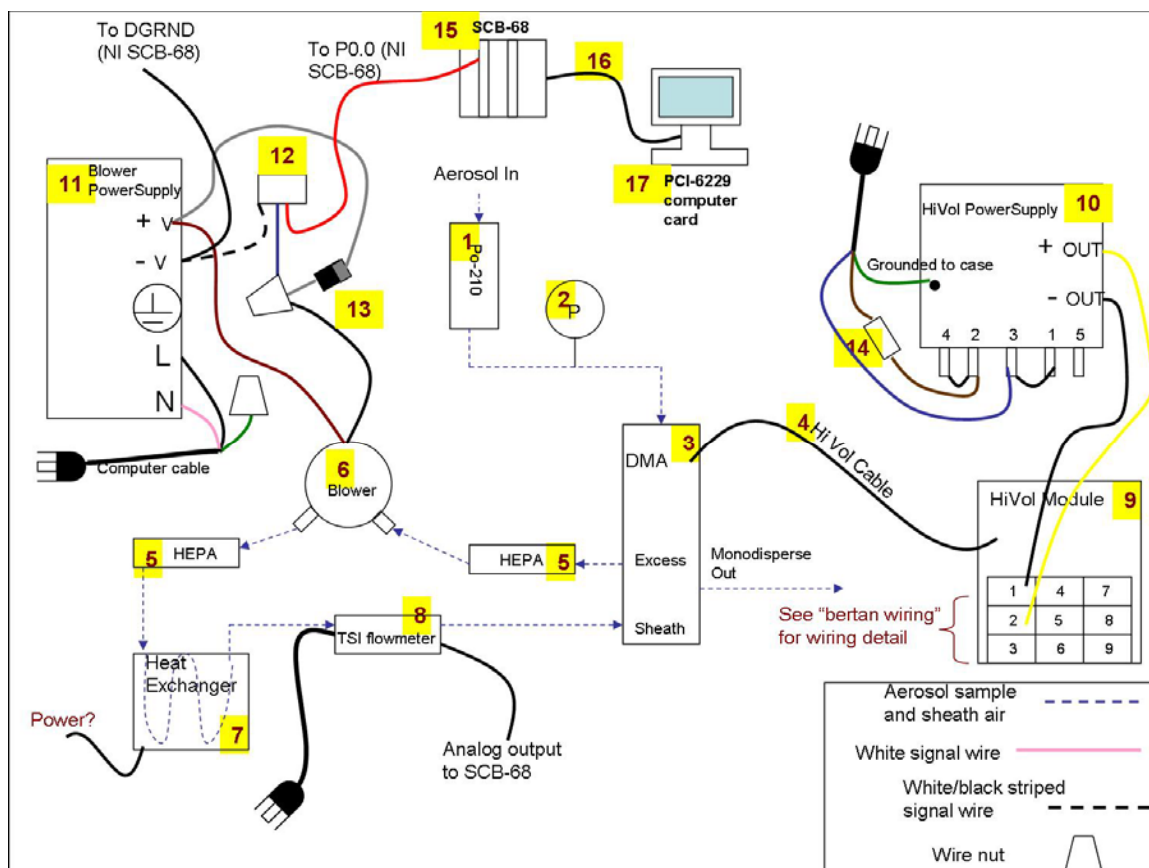 To DGRND
(NI SCB-68)
To P0.0 (NI
SCB-68)
15
SCB-68
16
17
PCI-6229
computer
card
12
11
Blower
PowerSupply
+ v
- v
L
N
Computer cable
13
Aerosol In
1
Po-210
2
P
10
HiVol PowerSupply
+ OUT
- OUT
Grounded to case
4 2 3 1 5
14
3
DMA
Excess
Sheath
4
Hi Vol Cable
6
Blower
5
HEPA
HEPA
5
Monodisperse
Out
9
HiVol Module
1 4 7
2 5 8
3 6 9
See “bertan wiring”
for wiring detail
8
TSI flowmeter
Heat
Exchanger
7
Power?
Analog output
to SCB-68
Aerosol sample
and sheath air
White signal wire
White/black striped
signal wire
Wire nut